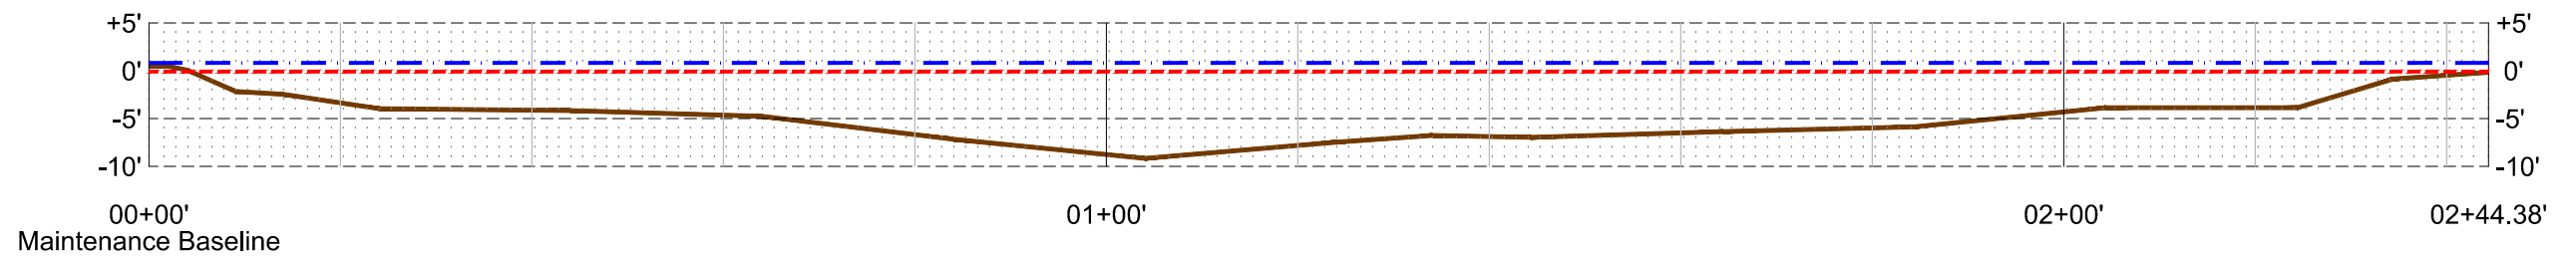 +5' +5'
0' 0'
-5' -5'
-10' -10'
00+00' 01+00' 02+00' 02+44.38'
Maintenance Baseline